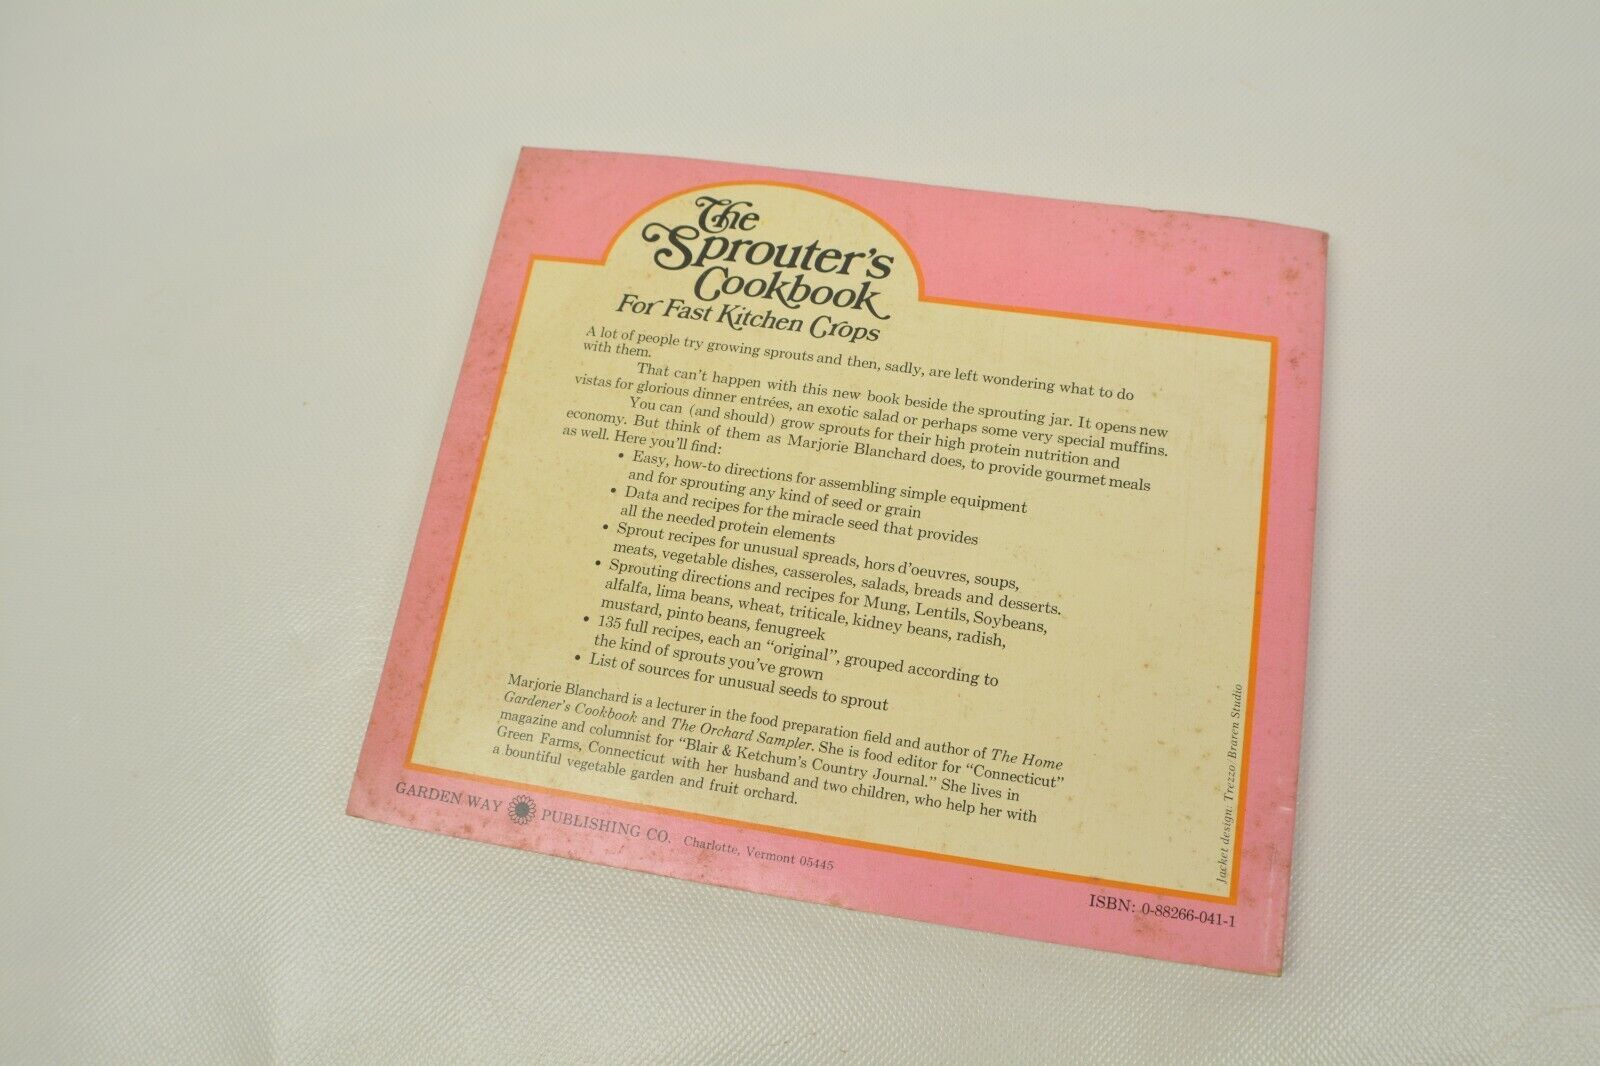 The
Sprouter's
Cookbook
For Fast Kitchen Crops
A lot of people try growing sprouts and then, sadly, are left wondering what to do
with them.
That can't happen with this new book beside the sprouting jar. It opens new
vistas for glorious dinner entrées, an exotic salad or perhaps some very special muffins.
You can (and should) grow sprouts for their high protein nutrition and
economy. But think of them as Marjorie Blanchard does, to provide gourmet meals
as well. Here you'll find:
• Easy, how-to directions for assembling simple equipment
and for sprouting any kind of seed or grain
• Data and recipes for the miracle seed that provides
all the needed protein elements
• Sprout recipes for unusual spreads, hors d'oeuvres, soups,
meats, vegetable dishes, casseroles, salads, breads and desserts.
• Sprouting directions and recipes for Mung, Lentils, Soybeans,
alfalfa, lima beans, wheat, triticale, kidney beans, radish,
mustard, pinto beans, fenugreek
• 135 full recipes, each an "original", grouped according to
the kind of sprouts you've grown
• List of sources for unusual seeds to sprout
Marjorie Blanchard is a lecturer in the food preparation field and author of The Home
Gardener's Cookbook and The Orchard Sampler. She is food editor for "Connecticut"
magazine and columnist for "Blair & Ketchum's Country Journal." She lives in
Green Farms, Connecticut with her husband and two children, who help her with
a bountiful vegetable garden and fruit orchard.
Jacket design: Trezzo/Braren Studio
GARDEN WAY PUBLISHING CO. Charlotte, Vermont 05445
ISBN: 0-88266-041-1